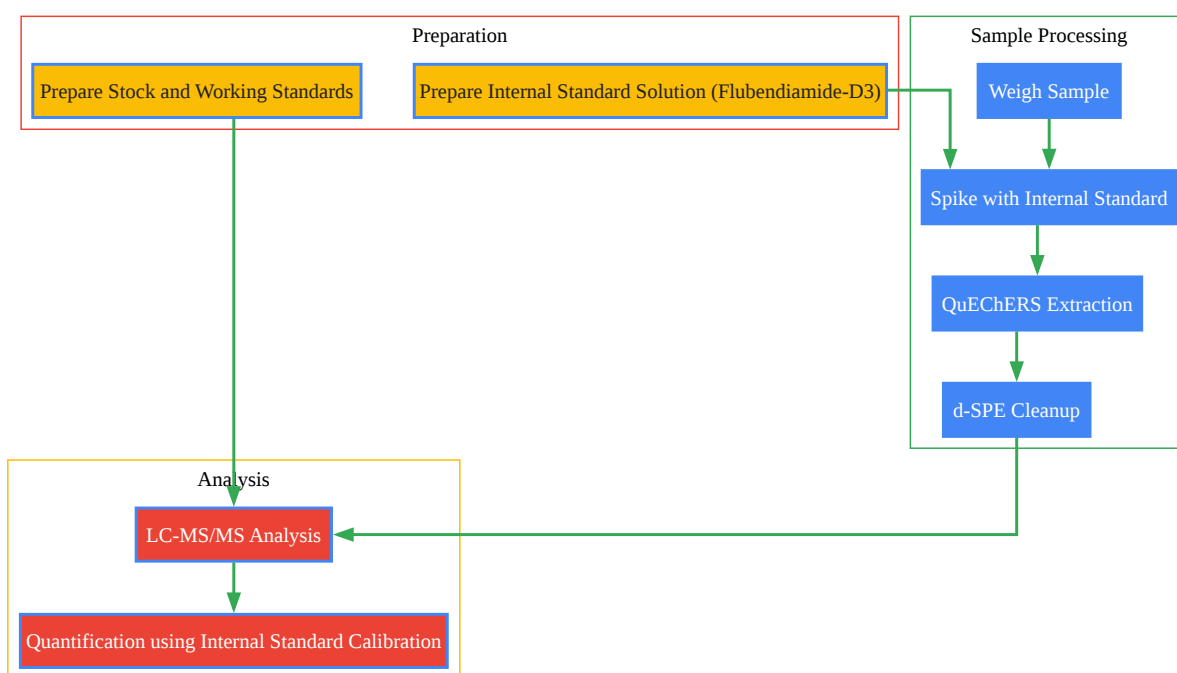 Preparation
Prepare Stock and Working Standards
Prepare Internal Standard Solution (Flubendiamide-D3)
Sample Processing
Weigh Sample
Spike with Internal Standard
QuEChERS Extraction
d-SPE Cleanup
Analysis
LC-MS/MS Analysis
Quantification using Internal Standard Calibration